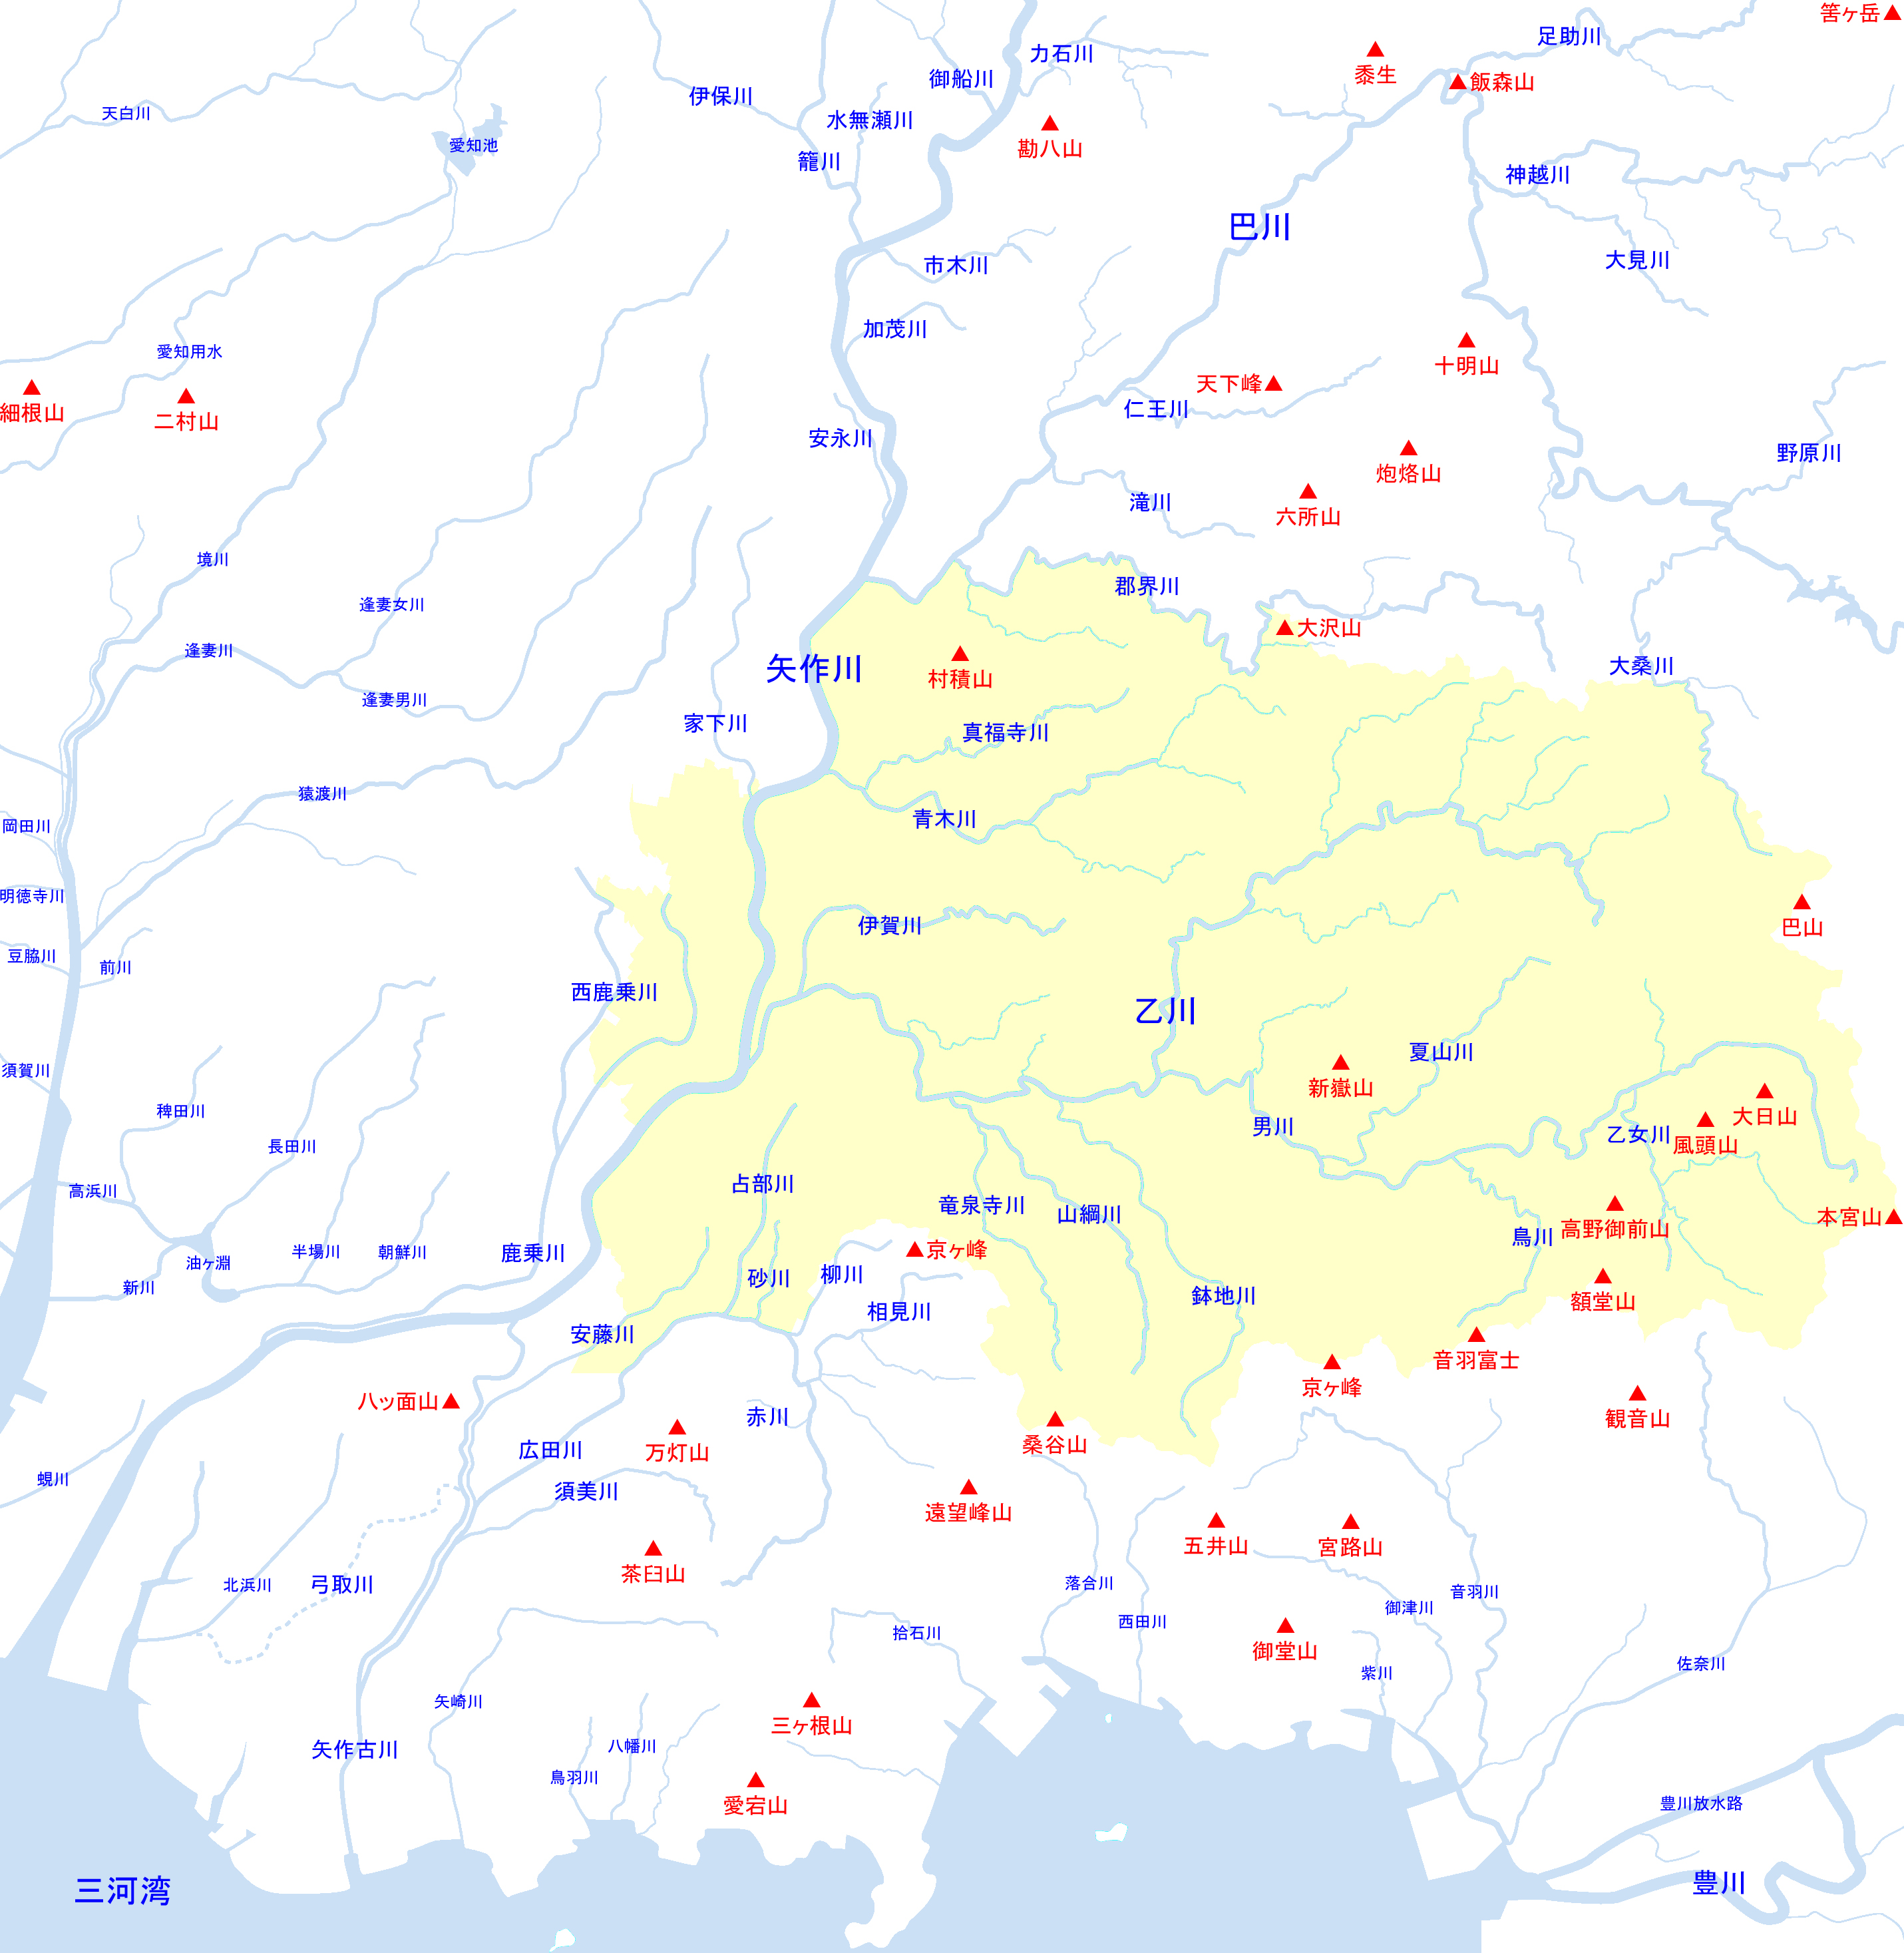 筈ヶ岳
足助川
力石川
黍生
御船川
飯森山
伊保川
天白川
水無瀬川
愛知池
勘八山
籠川
神越川
巴川
大見川
市木川
加茂川
愛知用水
十明山
天下峰
細根山
二村山
仁王川
安永川
野原川
炮烙山
滝川
六所山
境川
郡界川
逢妻女川
大沢山
逢妻川
矢作川
村積山
大桑川
逢妻男川
家下川
真福寺川
猿渡川
青木川
岡田川
明徳寺川
巴山
伊賀川
豆脇川
前川
西鹿乗川
乙川
夏山川
須賀川
新嶽山
大日山
稗田川
男川
乙女川
風頭山
長田川
占部川
高浜川
竜泉寺川
山綱川
本宮山
高野御前山
鳥川
半場川
朝鮮川
鹿乗川
京ヶ峰
油ヶ淵
柳川
砂川
新川
鉢地川
額堂山
相見川
安藤川
音羽富士
京ヶ峰
八ッ面山
赤川
観音山
桑谷山
広田川
万灯山
蜆川
須美川
遠望峰山
五井山
宮路山
茶臼山
北浜川
弓取川
落合川
音羽川
御津川
西田川
拾石川
御堂山
佐奈川
紫川
矢崎川
三ヶ根山
八幡川
矢作古川
鳥羽川
愛宕山
豊川放水路
三河湾
豊川